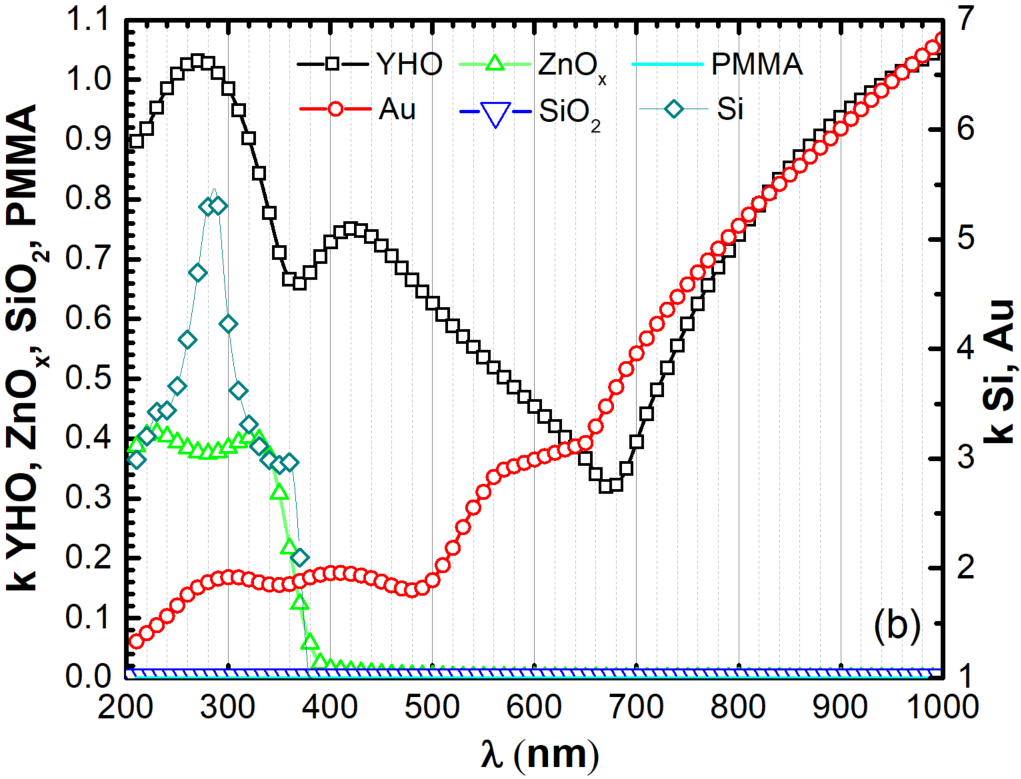 1.1
1.0
0.9
0.8
0.7
0.6
0.5
0.4
0.3
0.2
0.1
0.0
k YHO, ZnOₓ, SiO₂, PMMA
YHO
ZnOₓ
PMMA
Au
SiO₂
Si
(b)
7
6
5
4
3
2
1
k Si, Au
200 300 400 500 600 700 800 900 1000
λ (nm)